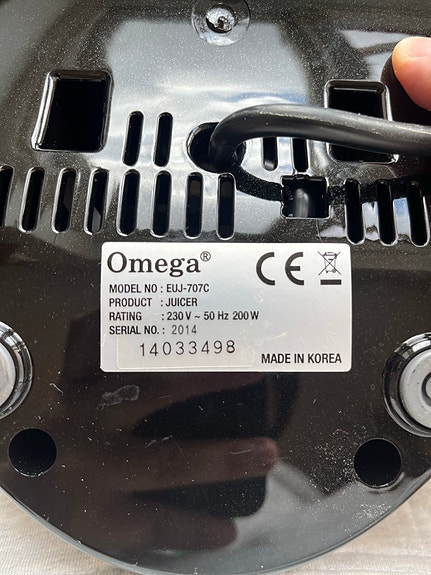 Omega®
CE
MODEL NO : EUJ-707C
PRODUCT : JUICER
RATING : 230 V ~ 50 Hz 200 W
SERIAL NO. : 2014
14033498
MADE IN KOREA